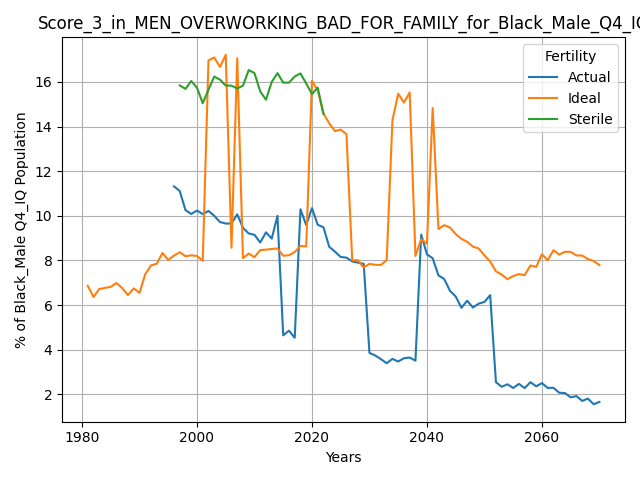 Score_3_in_MEN_OVERWORKING_BAD_FOR_FAMILY_for_Black_Male_Q4_IQ
% of Black_Male Q4_IQ Population
16
14
12
10
8
6
4
2
Fertility
Actual
Ideal
Sterile
1980
2000
2020
2040
2060
Years